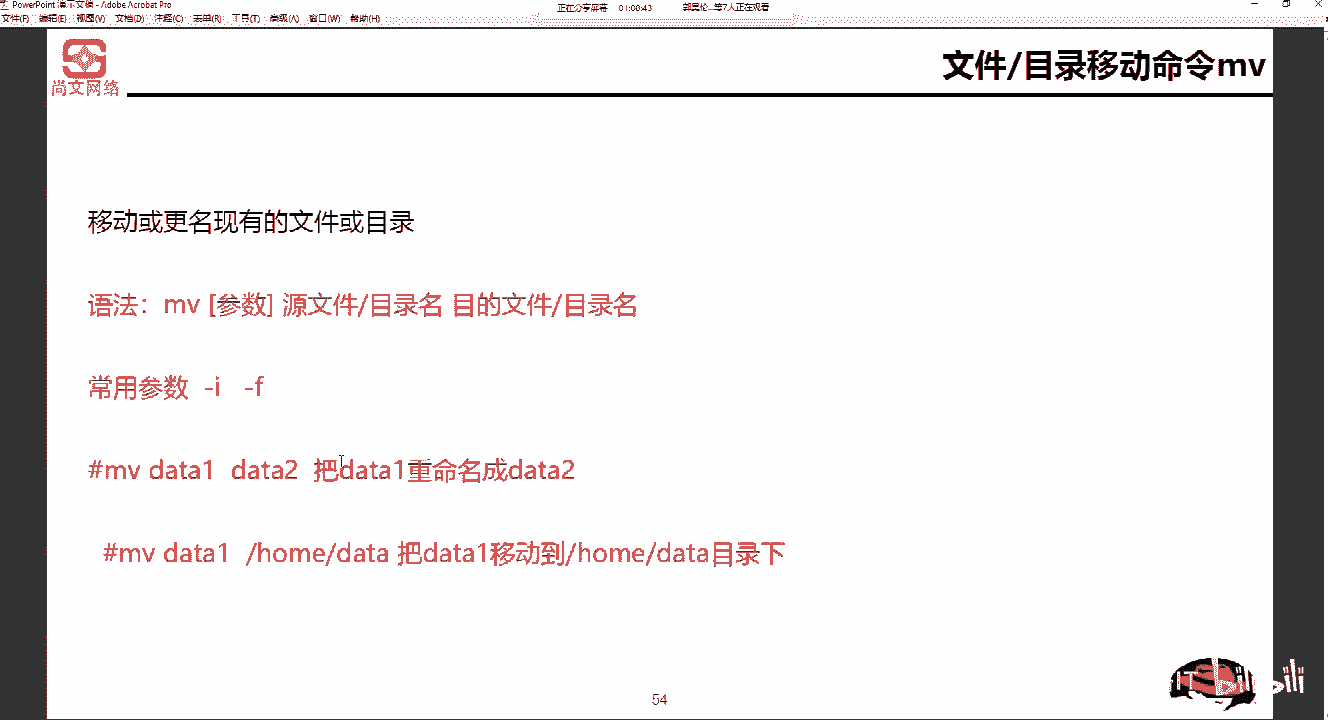 PowerPoint 演示文稿 - Adobe Acrobat Pro
正在分享屏幕 01:00:43
等7人正在观看
文件(F) 编辑(E) 视图(V) 文档(D) 注释(C) 表单(R) 工具(T) 高级(A) 窗口(W) 帮助(H)
尚文网络
文件/目录移动命令mv
移动或更名现有的文件或目录
语法：mv [参数] 源文件/目录名 目的文件/目录名
常用参数 -i -f
#mv data1 data2 把data1重命名成data2
#mv data1 /home/data 把data1移动到/home/data目录下
54
bilibili